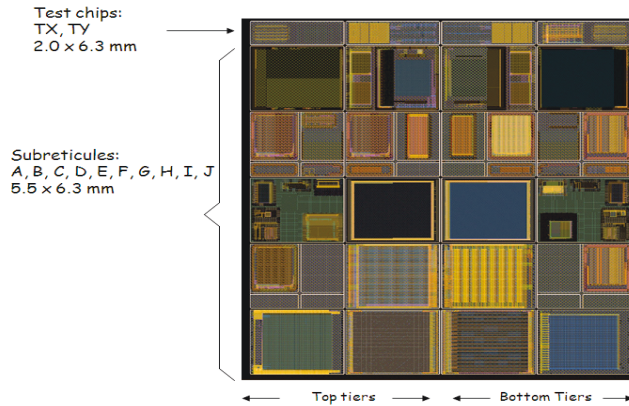 Test chips:
TX, TY
2.0 x 6.3 mm
Subreticules:
A, B, C, D, E, F, G, H, I, J
5.5 x 6.3 mm
Top tiers
Bottom Tiers